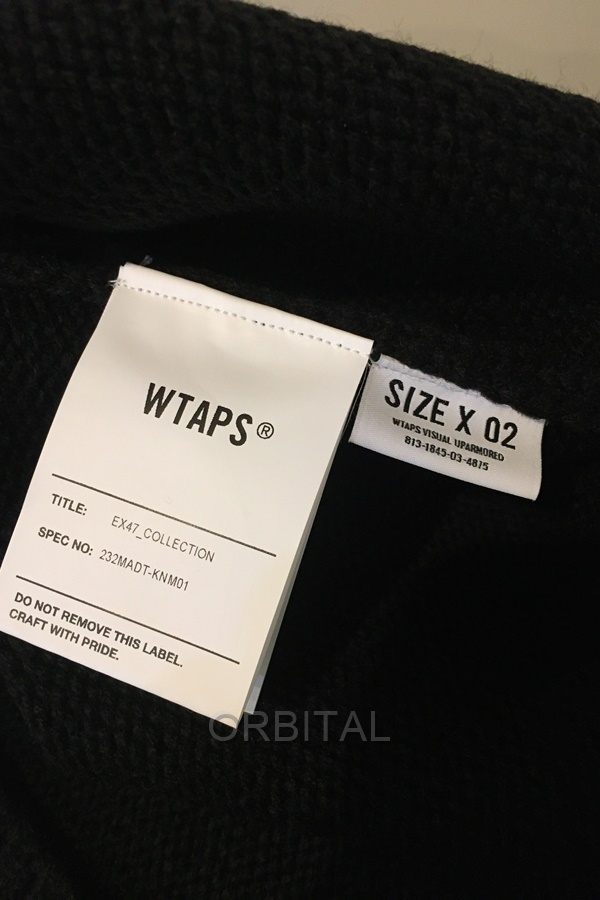 WTAPS®
TITLE: EX47_COLLECTION
SPEC NO: 232MADT-KNM01
DO NOT REMOVE THIS LABEL.
CRAFT WITH PRIDE.
SIZE X 02
WTAPS VISUAL UPARMORED
813-1845-03-4815
ORBITAL